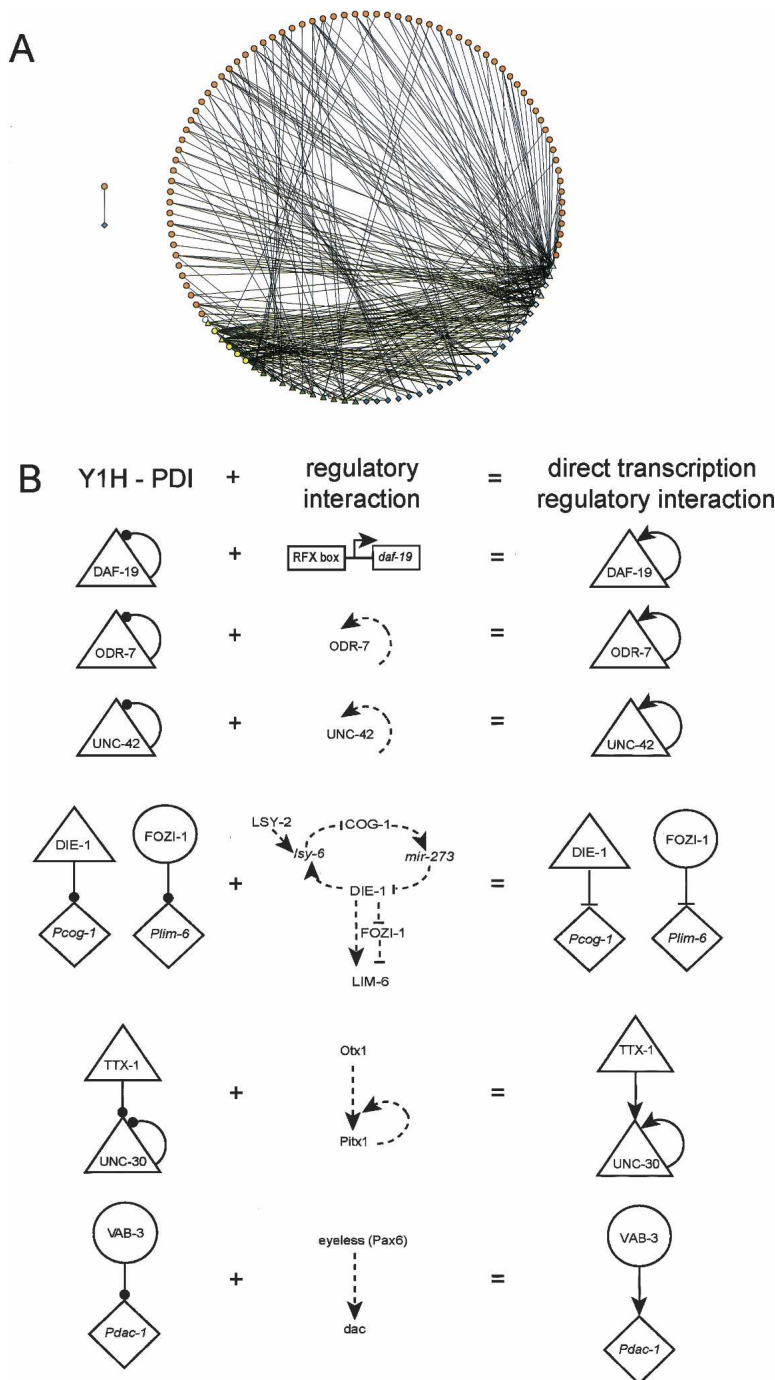 A
B
Y1H - PDI + regulatory interaction = direct transcription regulatory interaction
DAF-19 + RFX box daf-19 = DAF-19
ODR-7 + ODR-7 = ODR-7
UNC-42 + UNC-42 = UNC-42
DIE-1 FOZI-1
Pcog-1 Plim-6
+
LSY-2 COG-1
lsy-6 mir-273
DIE-1
FOZI-1
LIM-6
=
DIE-1 FOZI-1
Pcog-1 Plim-6
TTX-1
UNC-30
+
Otx1
Pitx1
=
TTX-1
UNC-30
VAB-3
Pdac-1
+
eyeless (Pax6)
dac
=
VAB-3
Pdac-1